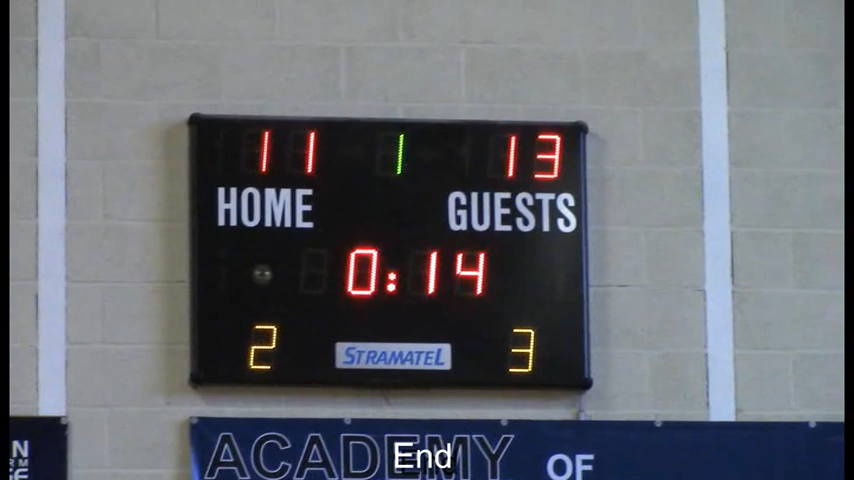 11 1 13
HOME GUESTS
0:14
2 STRAMATEL 3
ACADEMY OF
End